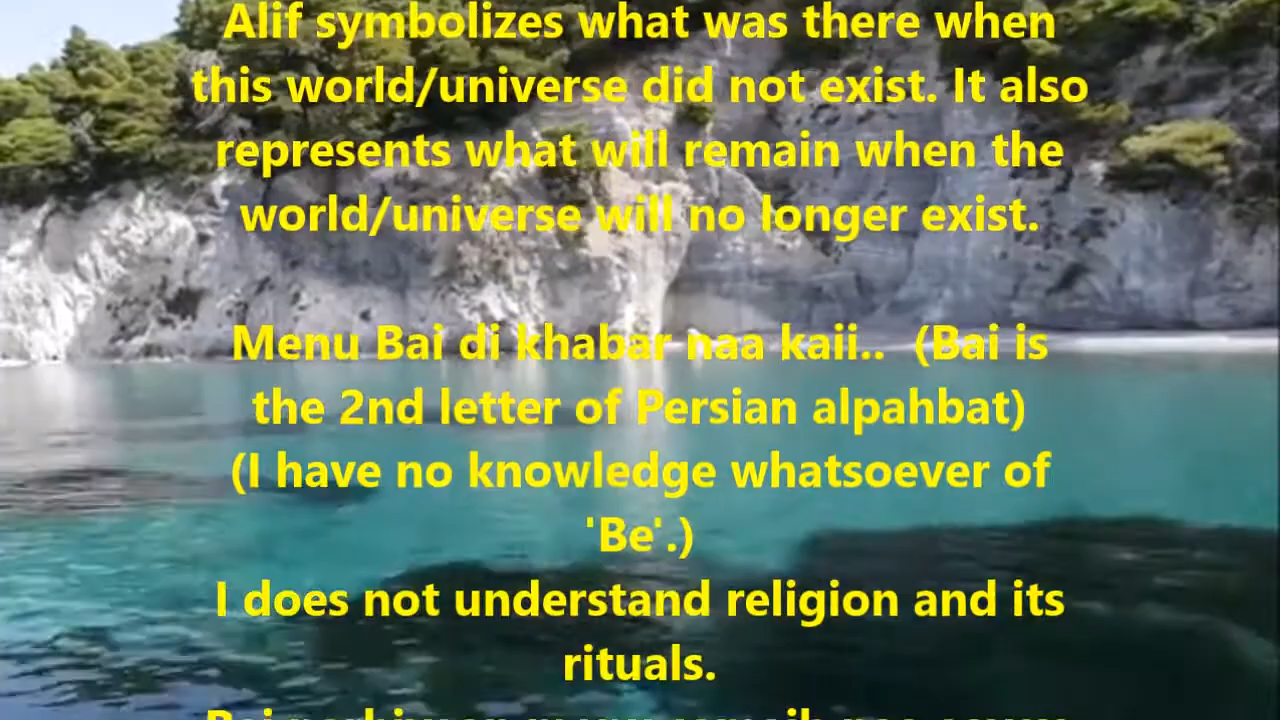 Alif symbolizes what was there when
this world/universe did not exist. It also
represents what will remain when the
world/universe will no longer exist.
Menu Bai di khabar naa kaii.. (Bai is
the 2nd letter of Persian alpahbat)
(I have no knowledge whatsoever of
'Be'.)
I does not understand religion and its
rituals.